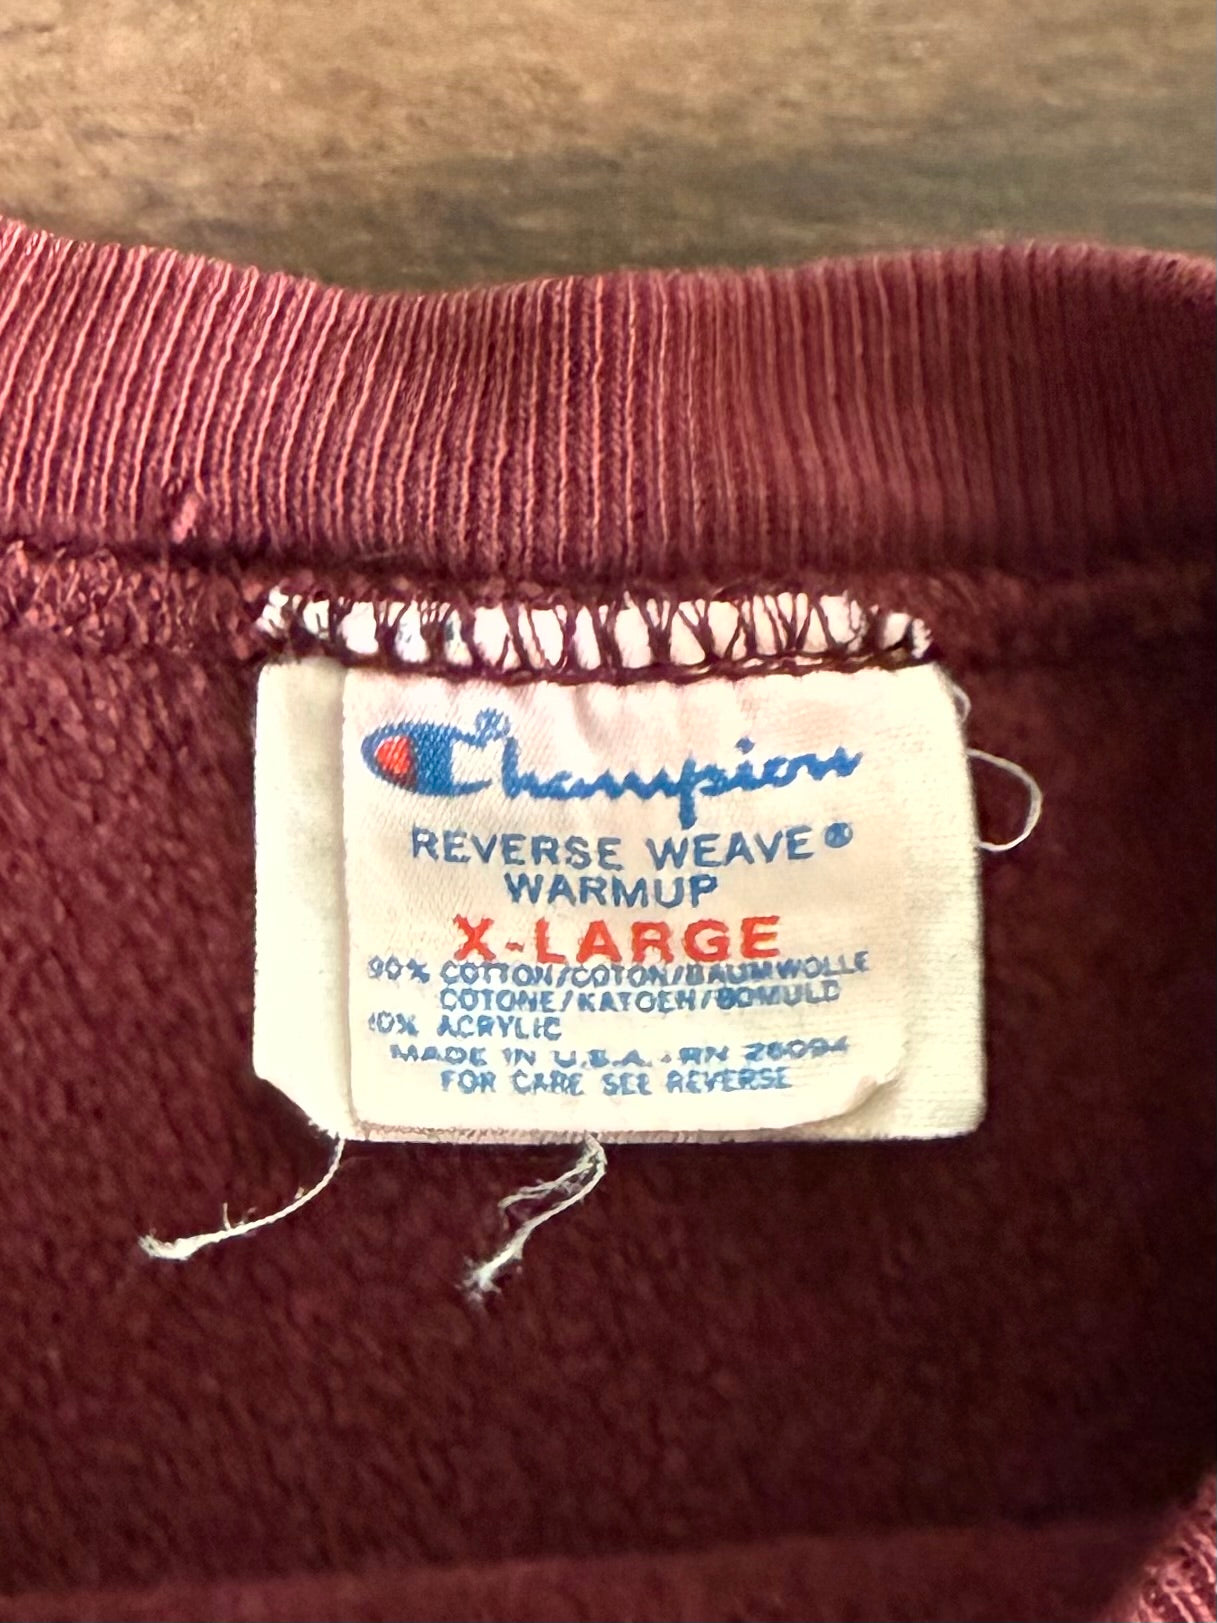 Champion®
REVERSE WEAVE®
WARMUP
X-LARGE
90% COTTON/COTON/BAUMWOLLE
COTONE/KATOEN/BOMULD
10% ACRYLIC
MADE IN U.S.A. - RN 26094
FOR CARE SEE REVERSE